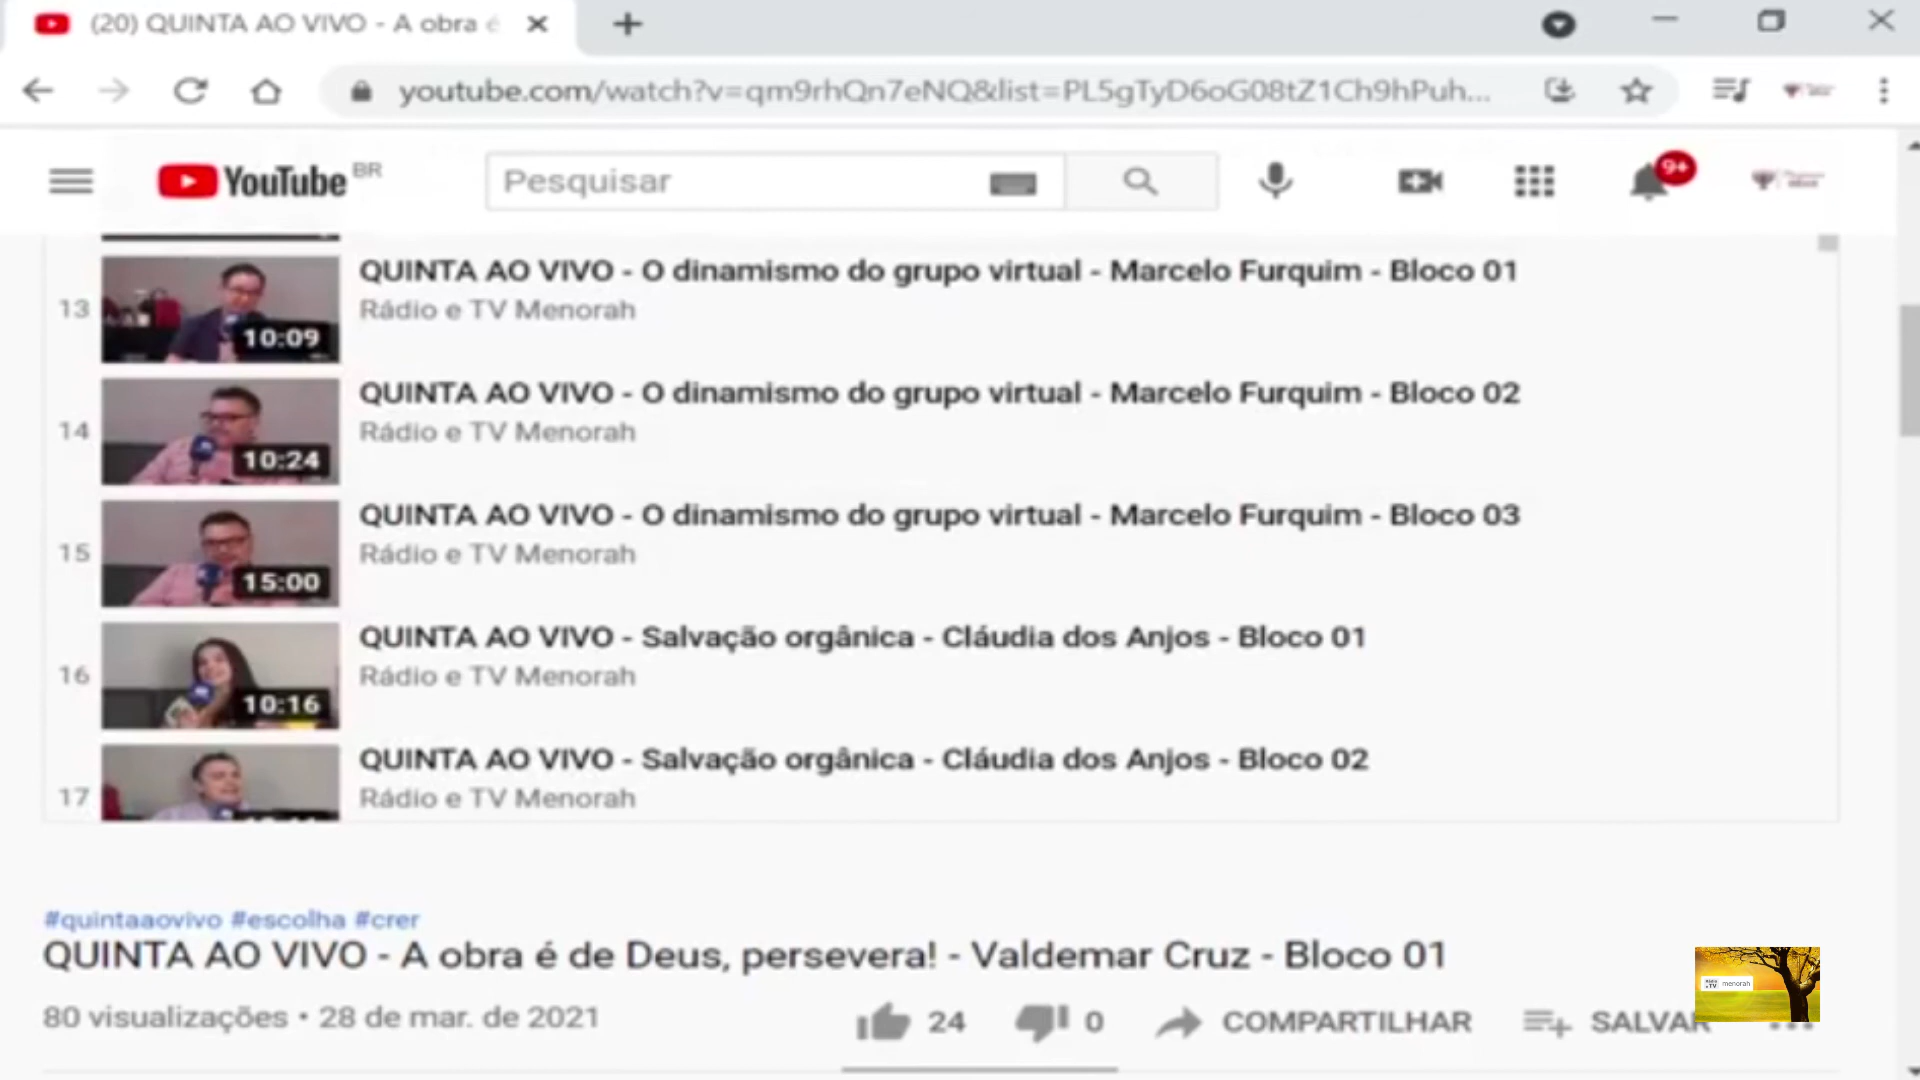 (20) QUINTA AO VIVO - A obra é
youtube.com/watch?v=qm9rhQn7eNQ&list=PL5gTyD6oG08tZ1Ch9hPuh...
YouTube BR
Pesquisar
9+
13
10:09
QUINTA AO VIVO - O dinamismo do grupo virtual - Marcelo Furquim - Bloco 01
Rádio e TV Menorah
14
10:24
QUINTA AO VIVO - O dinamismo do grupo virtual - Marcelo Furquim - Bloco 02
Rádio e TV Menorah
15
15:00
QUINTA AO VIVO - O dinamismo do grupo virtual - Marcelo Furquim - Bloco 03
Rádio e TV Menorah
16
10:16
QUINTA AO VIVO - Salvação orgânica - Cláudia dos Anjos - Bloco 01
Rádio e TV Menorah
17
QUINTA AO VIVO - Salvação orgânica - Cláudia dos Anjos - Bloco 02
Rádio e TV Menorah
#quintaaovivo #escolha #crer
QUINTA AO VIVO - A obra é de Deus, persevera! - Valdemar Cruz - Bloco 01
80 visualizações • 28 de mar. de 2021
24
0
COMPARTILHAR
SALVAR
TV menorah